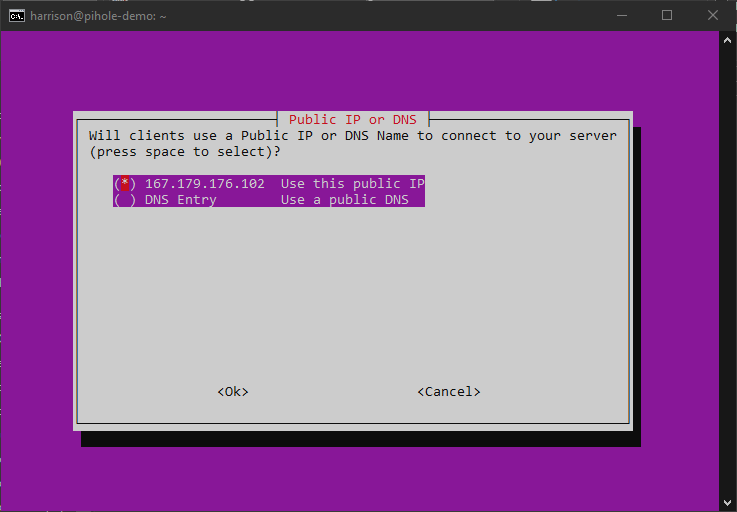 harrison@pihole-demo: ~
Public IP or DNS
Will clients use a Public IP or DNS Name to connect to your server
(press space to select)?
(*) 167.179.176.102  Use this public IP
( ) DNS Entry        Use a public DNS
<Ok>                     <Cancel>